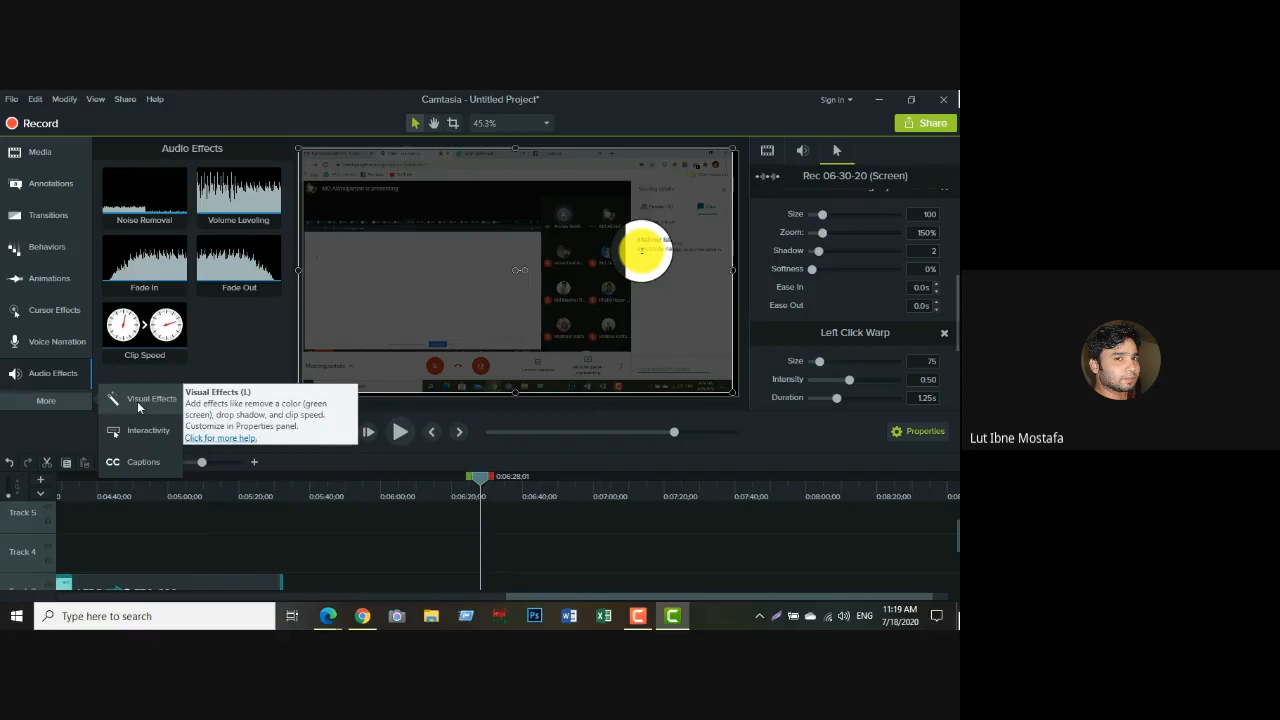 File Edit Modify View Share Help
Camtasia - Untitled Project*
Sign In
Record
45.3%
Share
Media
Annotations
Transitions
Behaviors
Animations
Cursor Effects
Voice Narration
Audio Effects
More
Audio Effects
Noise Removal Volume Leveling
Fade In Fade Out
Clip Speed
Visual Effects
Interactivity
CC Captions
Visual Effects (L)
Add effects like remove a color (green
screen), drop shadow, and clip speed.
Customize in Properties panel.
Click for more help.
MD Almugamon is presenting
Meeting details
Rec 06-30-20 (Screen)
Size 100
Zoom: 150%
Shadow 2
Softness 0%
Ease In 0.0s
Ease Out 0.0s
Left Click Warp
Size 75
Intensity 0.50
Duration 1.25s
Properties
0:06:28;01
0:04:40;00 0:05:00;00 0:05:20;00 0:05:40;00 0:06:00;00 0:06:20;00 0:06:40;00 0:07:00;00 0:07:20;00 0:07:40;00 0:08:00;00 0:08:20;00
Track 5
Track 4
Type here to search
ENG
11:19 AM
7/18/2020
Lut Ibne Mostafa